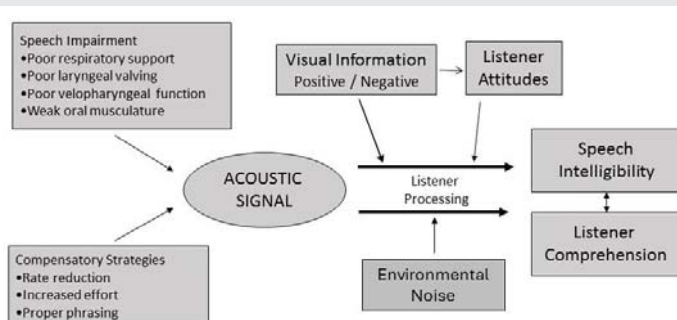 Speech Impairment
•Poor respiratory support
•Poor laryngeal valving
•Poor velopharyngeal function
•Weak oral musculature
Visual Information
Positive / Negative
Listener
Attitudes
ACOUSTIC
SIGNAL
Listener
Processing
Speech
Intelligibility
Listener
Comprehension
Environmental
Noise
Compensatory Strategies
•Rate reduction
•Increased effort
•Proper phrasing